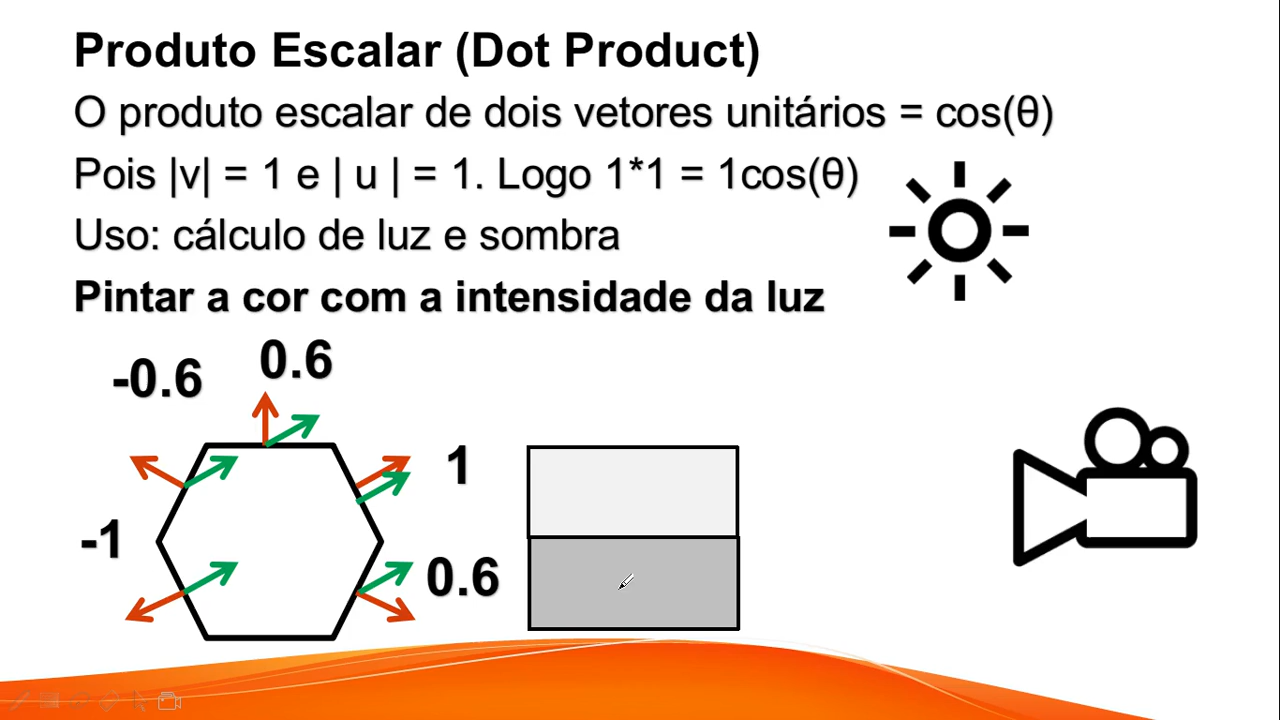 Produto Escalar (Dot Product)
O produto escalar de dois vetores unitários = cos(θ)
Pois |v| = 1 e | u | = 1. Logo 1*1 = 1cos(θ)
Uso: cálculo de luz e sombra
Pintar a cor com a intensidade da luz
-0.6
0.6
1
-1
0.6